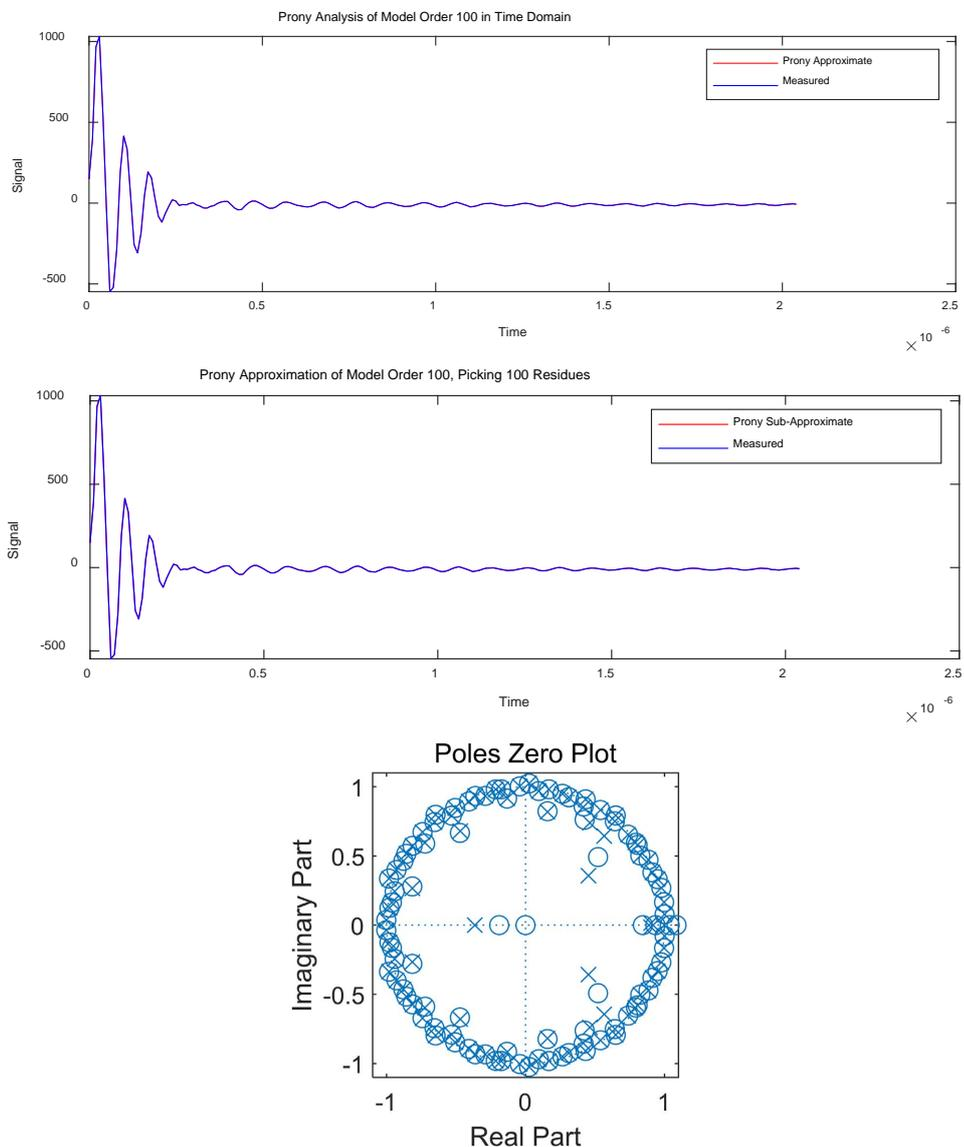 Prony Analysis of Model Order 100 in Time Domain
1000
500
0
-500
Signal
Prony Approximate
Measured
0 0.5 1 1.5 2 2.5
Time
× 10 -6
Prony Approximation of Model Order 100, Picking 100 Residues
1000
500
0
-500
Signal
Prony Sub-Approximate
Measured
0 0.5 1 1.5 2 2.5
Time
× 10 -6
Poles Zero Plot
1
0.5
0
-0.5
-1
Imaginary Part
-1 0 1
Real Part